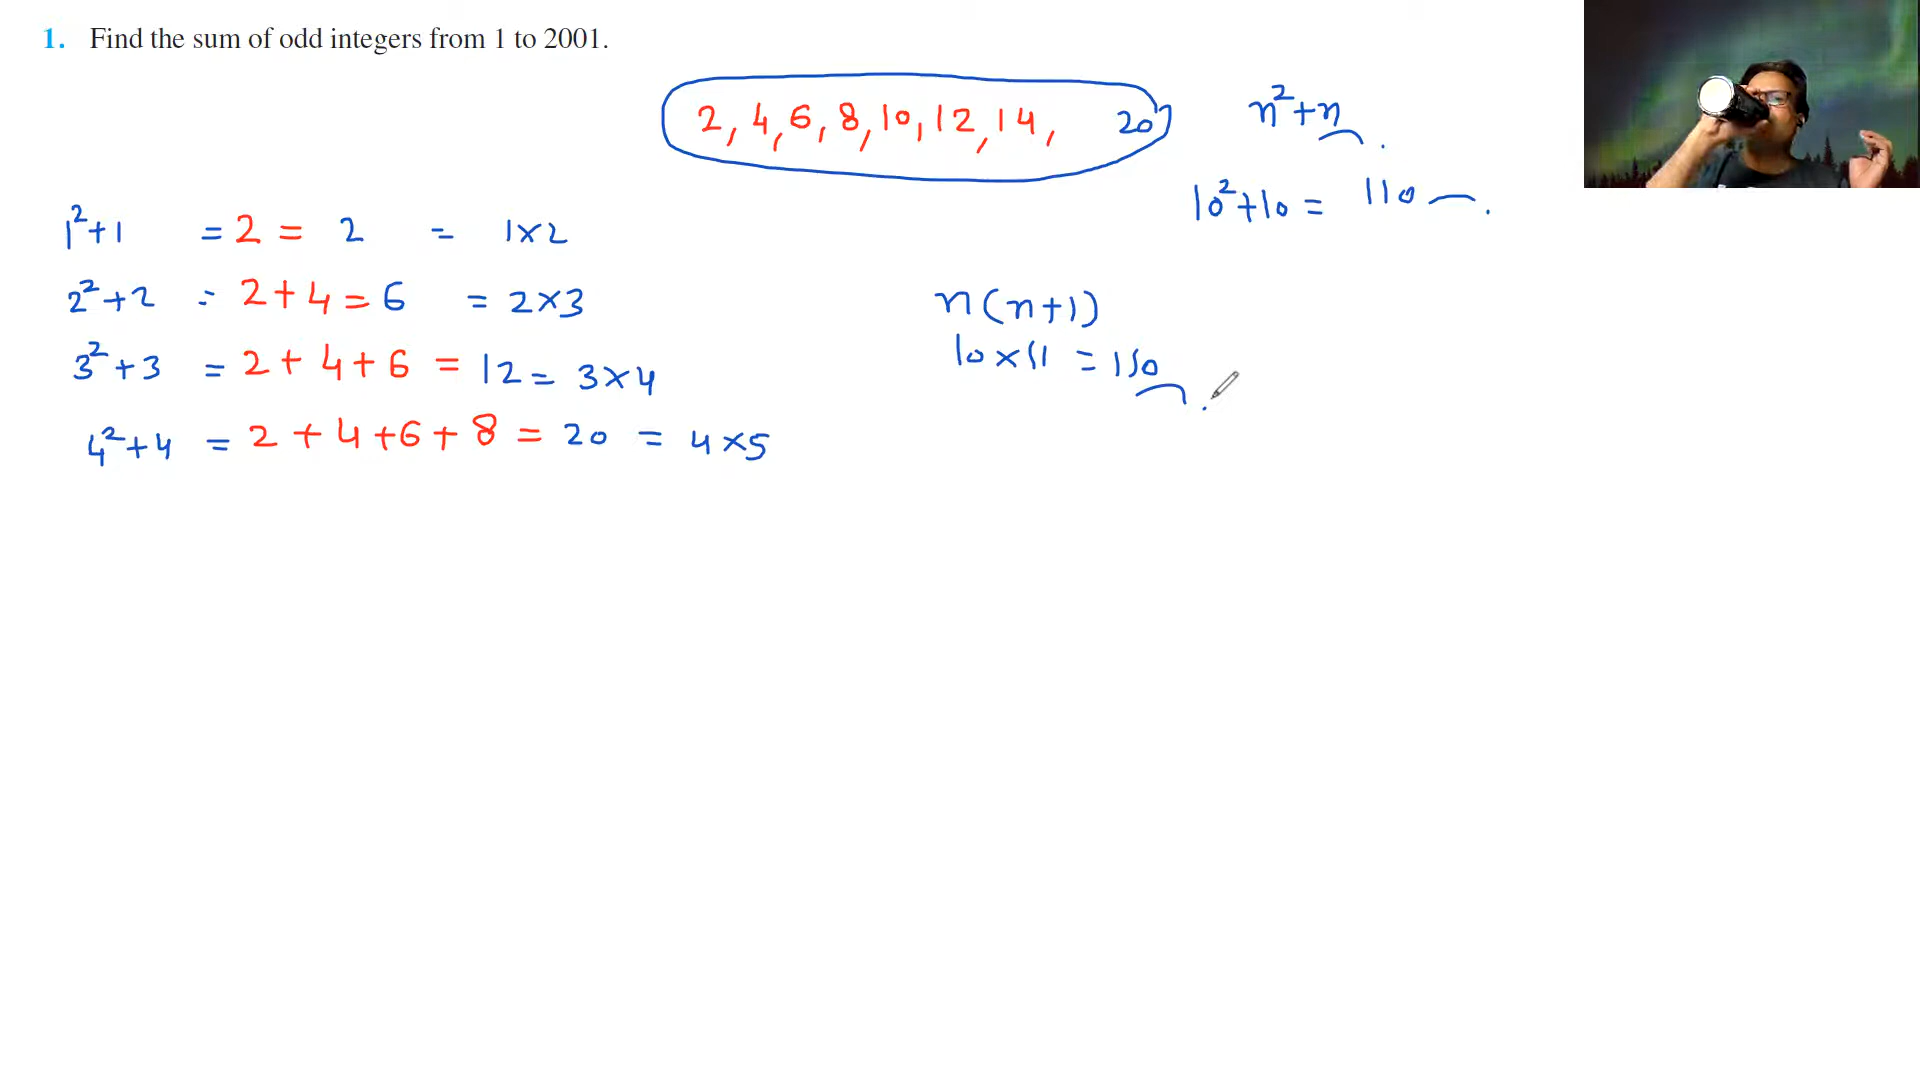 1. Find the sum of odd integers from 1 to 2001.
2, 4, 6, 8, 10, 12, 14, 20
n²+n
10²+10 = 110
1²+1 = 2 = 2 = 1×2
2²+2 = 2+4 = 6 = 2×3
3²+3 = 2+4+6 = 12 = 3×4
4²+4 = 2+4+6+8 = 20 = 4×5
n(n+1)
10×11 = 110